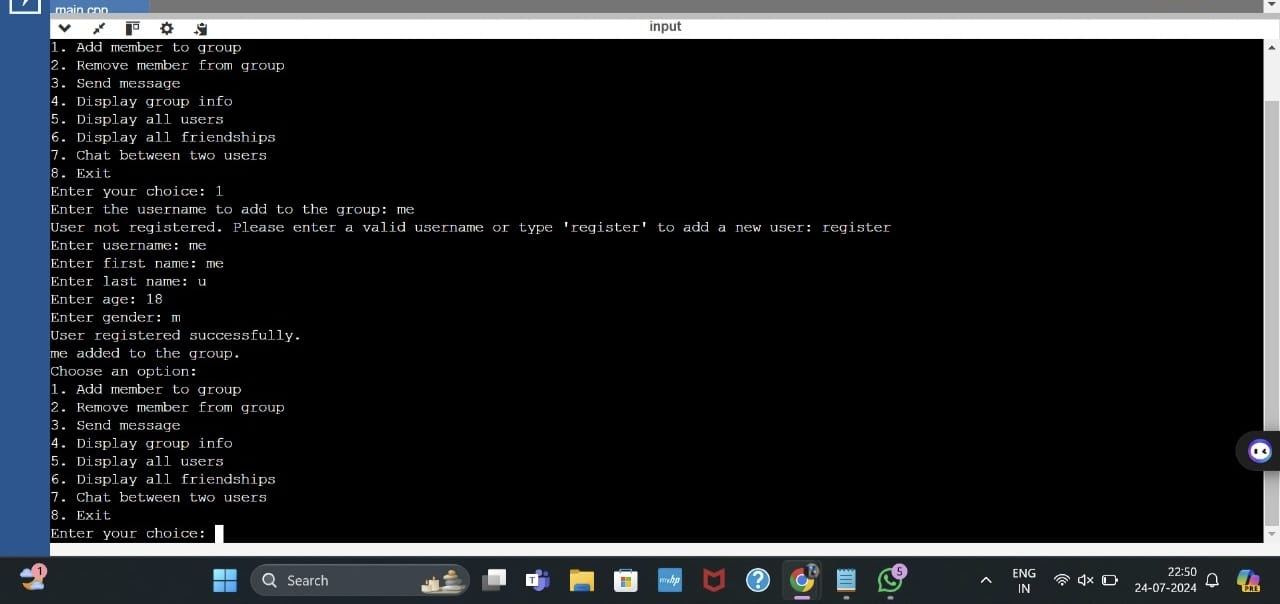 main.cpp
input
1. Add member to group
2. Remove member from group
3. Send message
4. Display group info
5. Display all users
6. Display all friendships
7. Chat between two users
8. Exit
Enter your choice: 1
Enter the username to add to the group: me
User not registered. Please enter a valid username or type 'register' to add a new user: register
Enter username: me
Enter first name: me
Enter last name: u
Enter age: 18
Enter gender: m
User registered successfully.
me added to the group.
Choose an option:
1. Add member to group
2. Remove member from group
3. Send message
4. Display group info
5. Display all users
6. Display all friendships
7. Chat between two users
8. Exit
Enter your choice:
1
Search
T
myhp
5
ENG
IN
22:50
24-07-2024
PRE